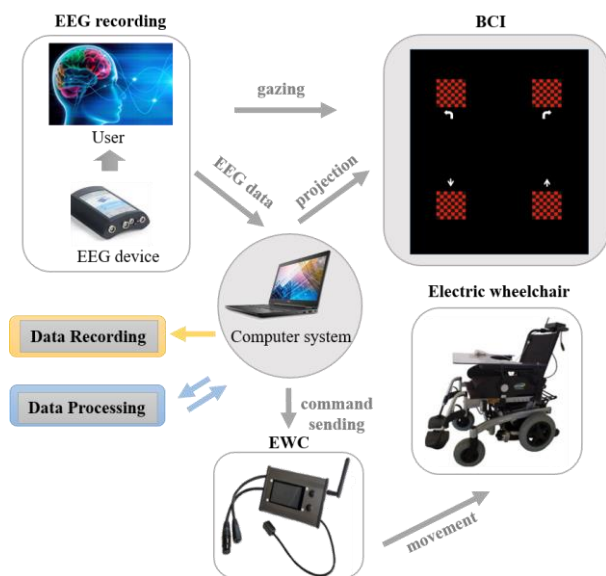 EEG recording
BCI
User
EEG device
gazing
EEG data
projection
Computer system
Data Recording
Data Processing
command
sending
EWC
Electric wheelchair
movement